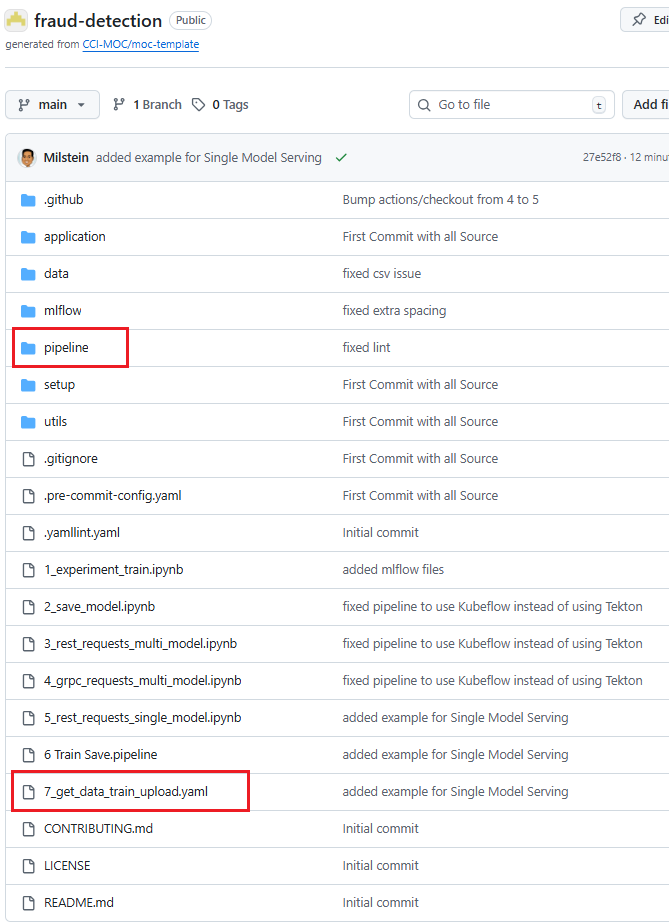 fraud-detection Public Edi
generated from CCI-MOC/moc-template
main 1 Branch 0 Tags Go to file t Add fi
Milstein added example for Single Model Serving 27e52f8 · 12 minu
.github Bump actions/checkout from 4 to 5
application First Commit with all Source
data fixed csv issue
mlflow fixed extra spacing
pipeline fixed lint
setup First Commit with all Source
utils First Commit with all Source
.gitignore First Commit with all Source
.pre-commit-config.yaml First Commit with all Source
.yamllint.yaml Initial commit
1_experiment_train.ipynb added mlflow files
2_save_model.ipynb fixed pipeline to use Kubeflow instead of using Tekton
3_rest_requests_multi_model.ipynb fixed pipeline to use Kubeflow instead of using Tekton
4_grpc_requests_multi_model.ipynb fixed pipeline to use Kubeflow instead of using Tekton
5_rest_requests_single_model.ipynb added example for Single Model Serving
6 Train Save.pipeline added example for Single Model Serving
7_get_data_train_upload.yaml added example for Single Model Serving
CONTRIBUTING.md Initial commit
LICENSE Initial commit
README.md Initial commit